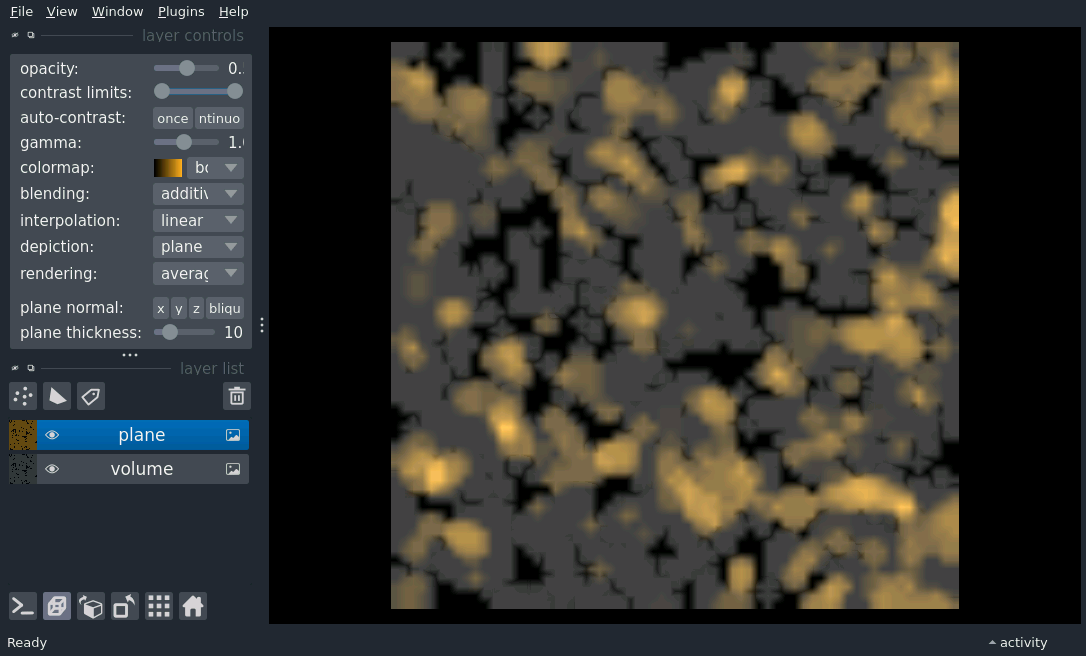 File View Window Plugins Help
layer controls
opacity: 0.
contrast limits:
auto-contrast: once ntinuo
gamma: 1.
colormap: bo
blending: additiv
interpolation: linear
depiction: plane
rendering: averag
plane normal: x y z bliqu
plane thickness: 10
layer list
plane
volume
Ready activity